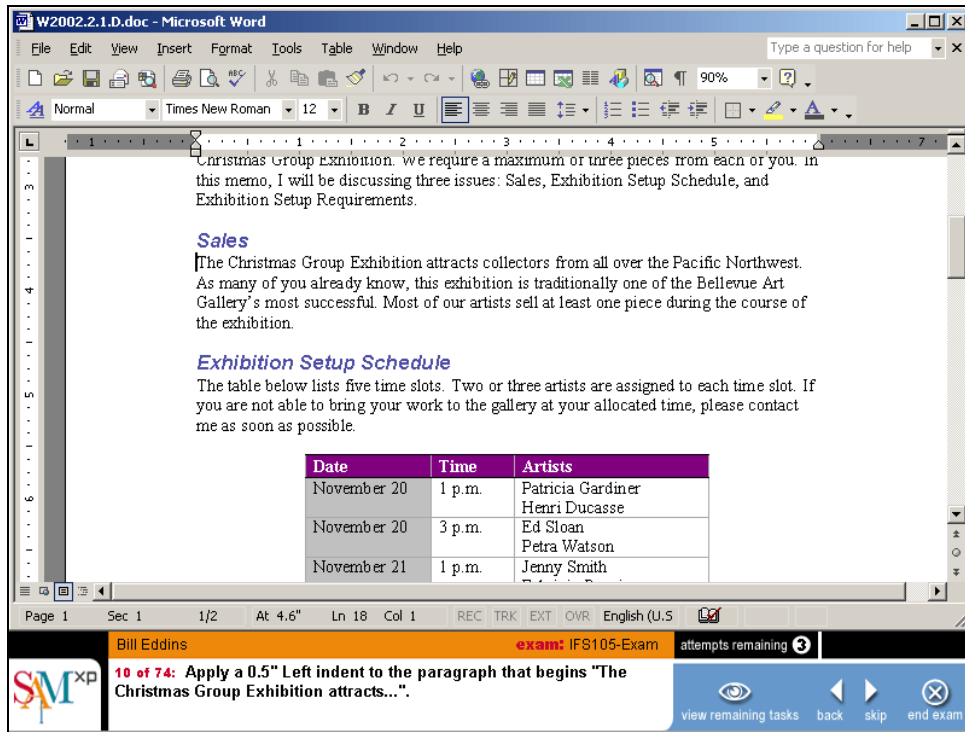 W2002.2.1.D.doc - Microsoft Word
File Edit View Insert Format Tools Table Window Help Type a question for help
ABC 90%
Normal Times New Roman 12 B I U A
1 1 2 3 4 5 7
Christmas Group Exhibition. We require a maximum of three pieces from each of you. In
this memo, I will be discussing three issues: Sales, Exhibition Setup Schedule, and
Exhibition Setup Requirements.
Sales
The Christmas Group Exhibition attracts collectors from all over the Pacific Northwest.
As many of you already know, this exhibition is traditionally one of the Bellevue Art
Gallery's most successful. Most of our artists sell at least one piece during the course of
the exhibition.
Exhibition Setup Schedule
The table below lists five time slots. Two or three artists are assigned to each time slot. If
you are not able to bring your work to the gallery at your allocated time, please contact
me as soon as possible.
Date Time Artists
November 20 1 p.m. Patricia Gardiner
Henri Ducasse
November 20 3 p.m. Ed Sloan
Petra Watson
November 21 1 p.m. Jenny Smith
Page 1 Sec 1 1/2 At 4.6" Ln 18 Col 1 REC TRK EXT OVR English (U.S
Bill Eddins exam: IFS105-Exam attempts remaining 3
SAM XP
10 of 74: Apply a 0.5" Left indent to the paragraph that begins "The
Christmas Group Exhibition attracts...".
view remaining tasks back skip end exam